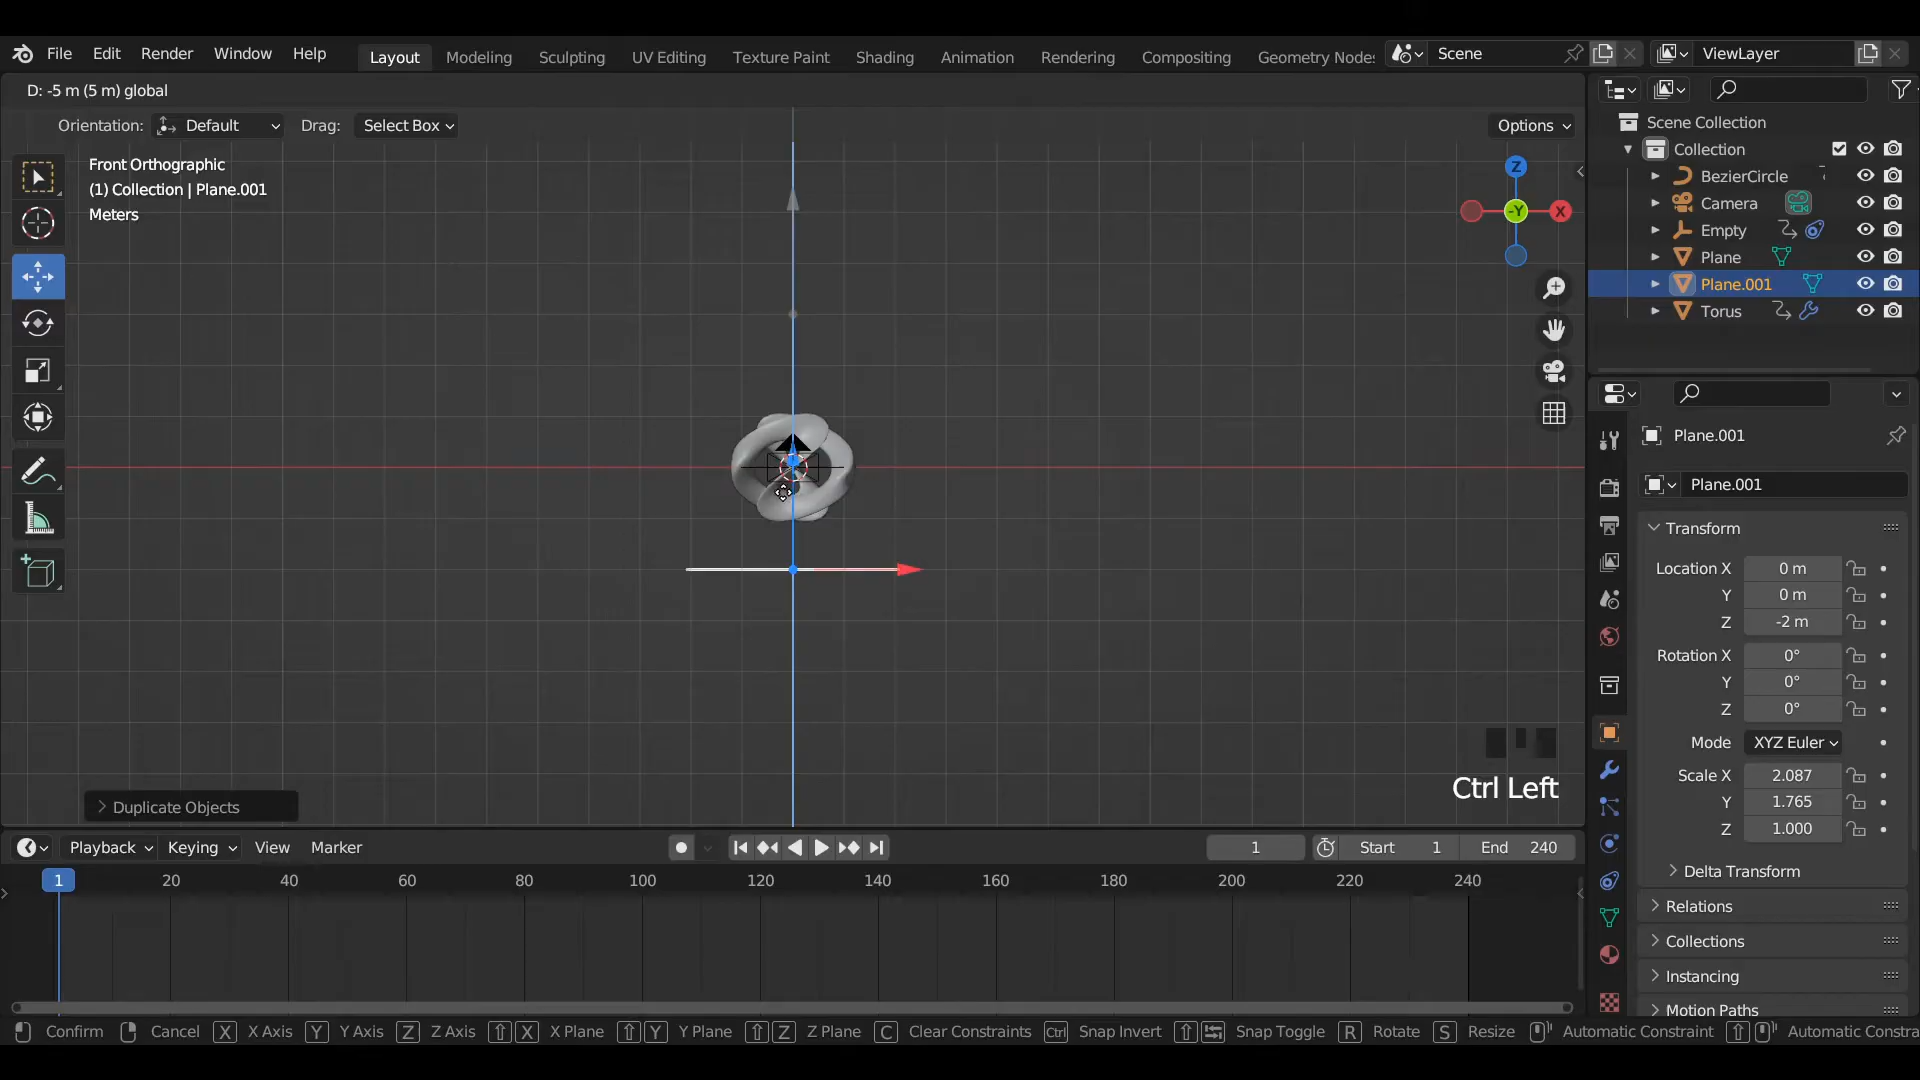 File Edit Render Window Help Layout Modeling Sculpting UV Editing Texture Paint Shading Animation Rendering Compositing Geometry Nodes Scene ViewLayer
D: -5 m (5 m) global
Orientation: Default Drag: Select Box Options
Front Orthographic
(1) Collection | Plane.001
Meters
Z
-Y
X
Scene Collection
Collection
BezierCircle
Camera
Empty
Plane
Plane.001
Torus
Plane.001
Plane.001
Transform
Location X 0 m
Y 0 m
Z -2 m
Rotation X 0°
Y 0°
Z 0°
Mode XYZ Euler
Scale X 2.087
Y 1.765
Z 1.000
Delta Transform
Relations
Collections
Instancing
Motion Paths
Ctrl Left
Duplicate Objects
Playback Keying View Marker 1 Start 1 End 240
1 20 40 60 80 100 120 140 160 180 200 220 240
Confirm Cancel X X Axis Y Y Axis Z Z Axis X X Plane Y Y Plane Z Z Plane C Clear Constraints Ctrl Snap Invert Snap Toggle R Rotate S Resize Automatic Constraint Automatic Constra